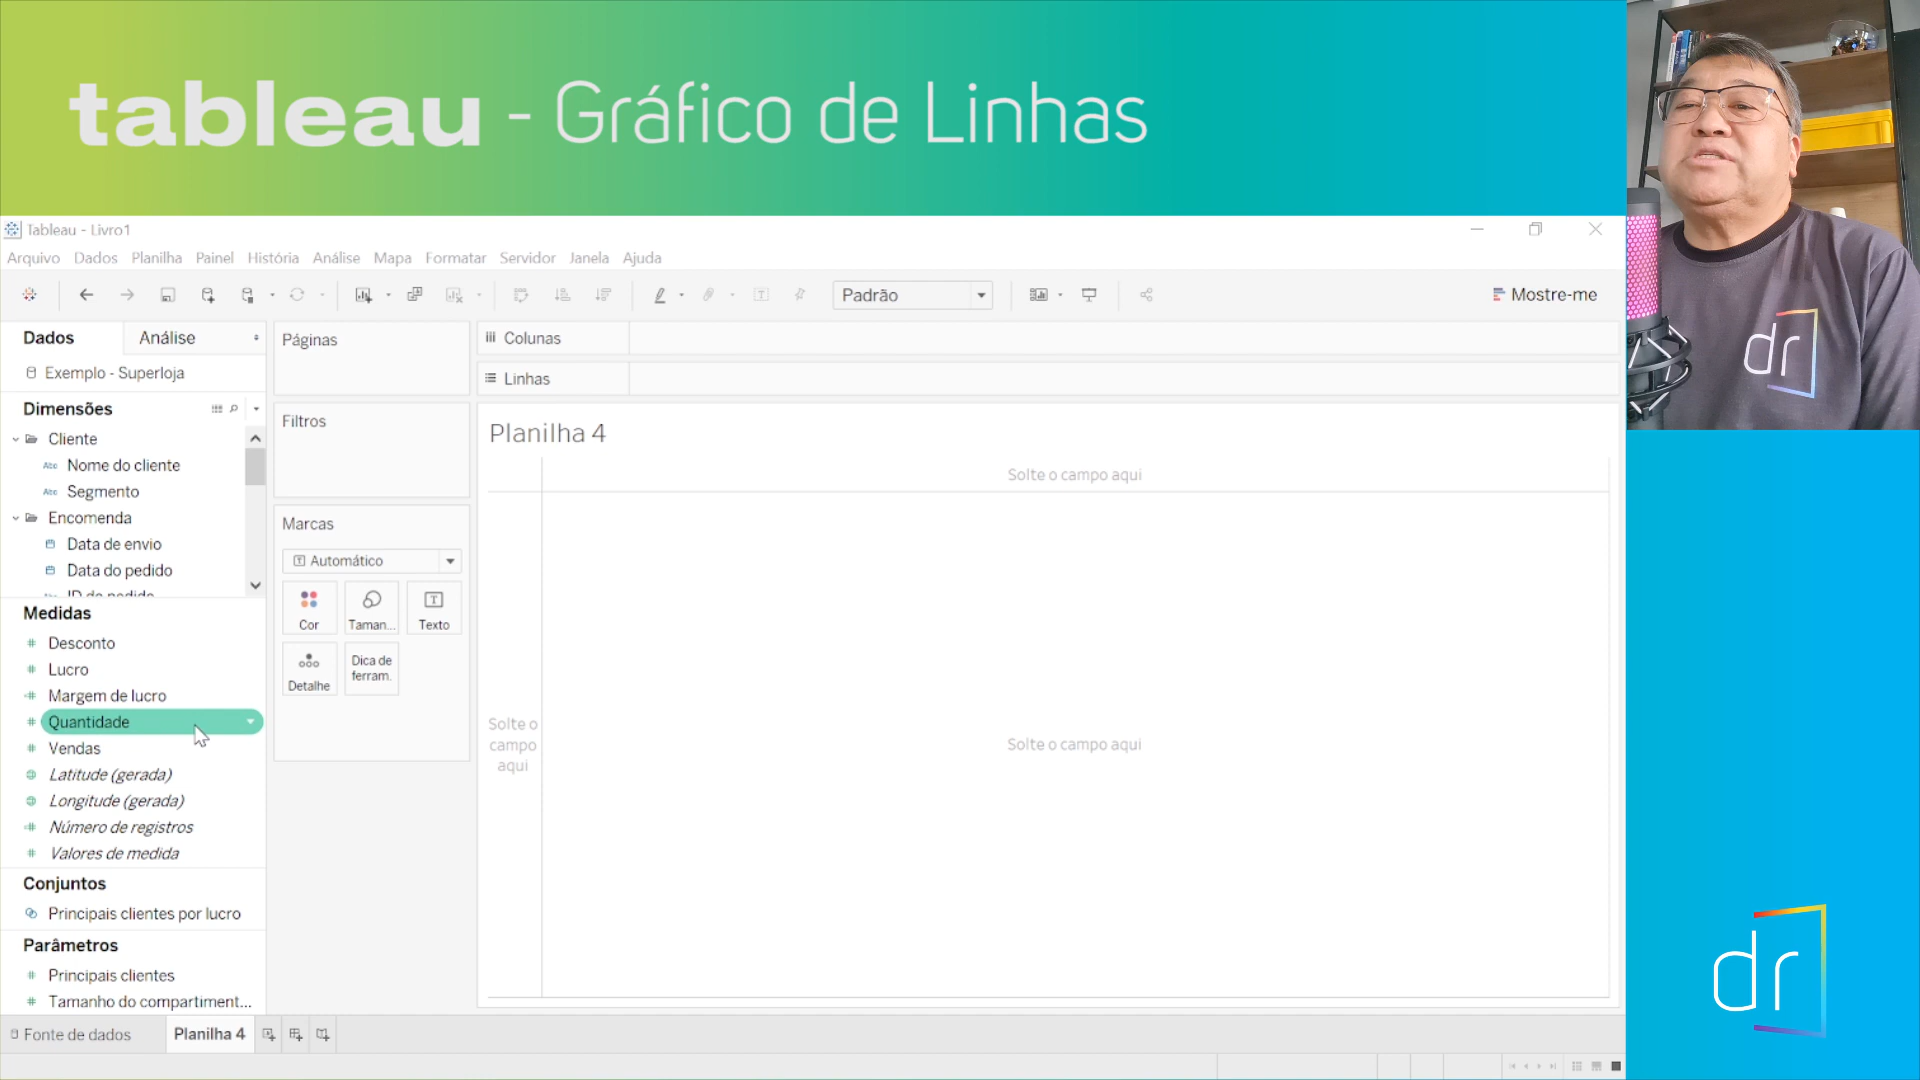 tableau - Gráfico de Linhas
Tableau - Livro1
Arquivo Dados Planilha Painel História Análise Mapa Formatar Servidor Janela Ajuda
Padrão
Mostre-me
Dados
Análise
Exemplo - Superloja
Dimensões
Cliente
Abc Nome do cliente
Abc Segmento
Encomenda
Data de envio
Data do pedido
ID do pedido
Medidas
# Desconto
# Lucro
=# Margem de lucro
# Quantidade
# Vendas
Latitude (gerada)
Longitude (gerada)
=# Número de registros
# Valores de medida
Conjuntos
Principais clientes por lucro
Parâmetros
# Principais clientes
# Tamanho do compartiment...
Páginas
Filtros
Marcas
Automático
Cor
Taman...
Texto
Detalhe
Dica de
ferram.
Colunas
Linhas
Planilha 4
Solte o campo aqui
Solte o
campo
aqui
Solte o campo aqui
Fonte de dados
Planilha 4
dr
dr